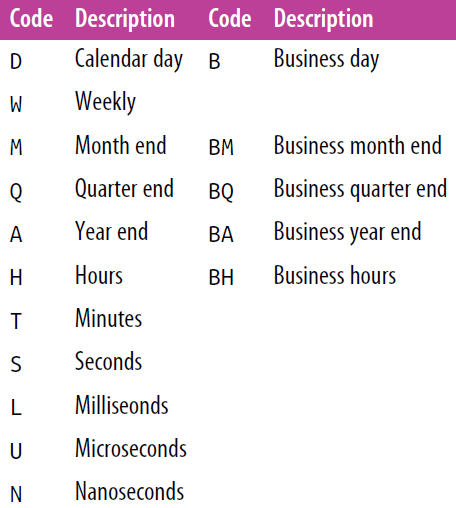 Code Description Code Description
D Calendar day B Business day
W Weekly
M Month end BM Business month end
Q Quarter end BQ Business quarter end
A Year end BA Business year end
H Hours BH Business hours
T Minutes
S Seconds
L Milliseonds
U Microseconds
N Nanoseconds